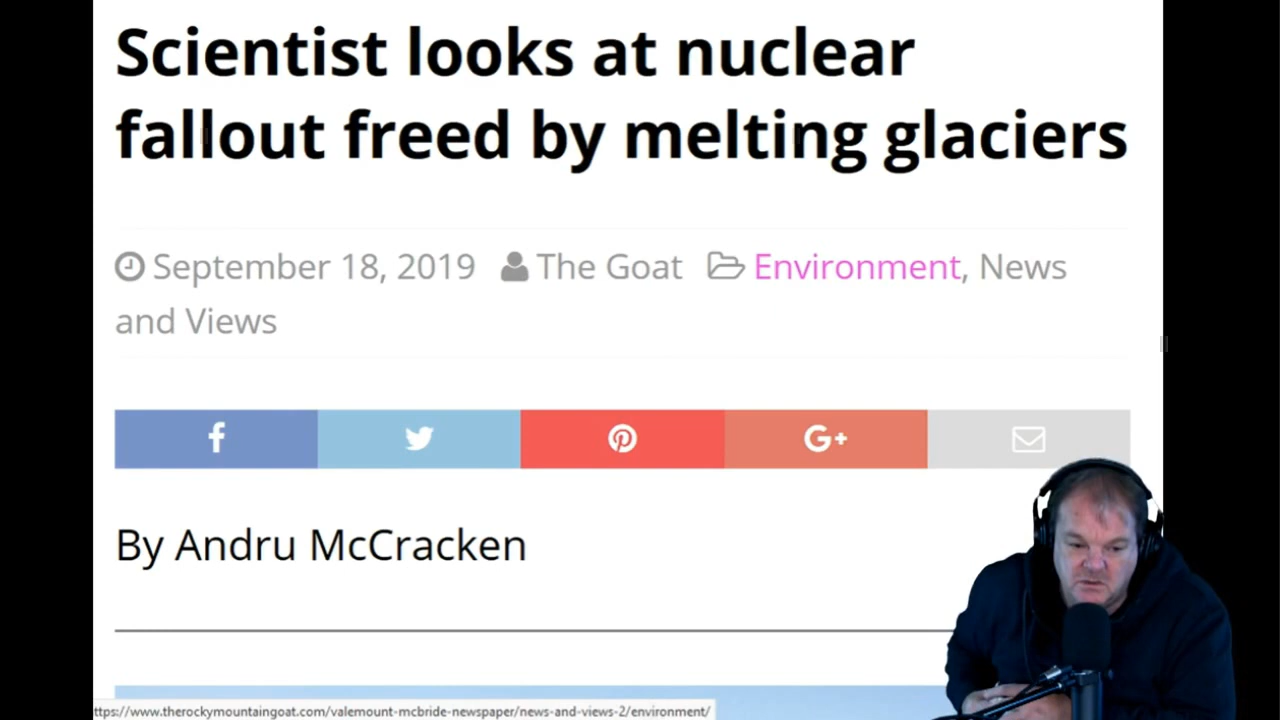 Scientist looks at nuclear
fallout freed by melting glaciers
September 18, 2019 The Goat Environment, News
and Views
f G+
By Andru McCracken
ttps://www.therockymountaingoat.com/valemount-mcbride-newspaper/news-and-views-2/environment/